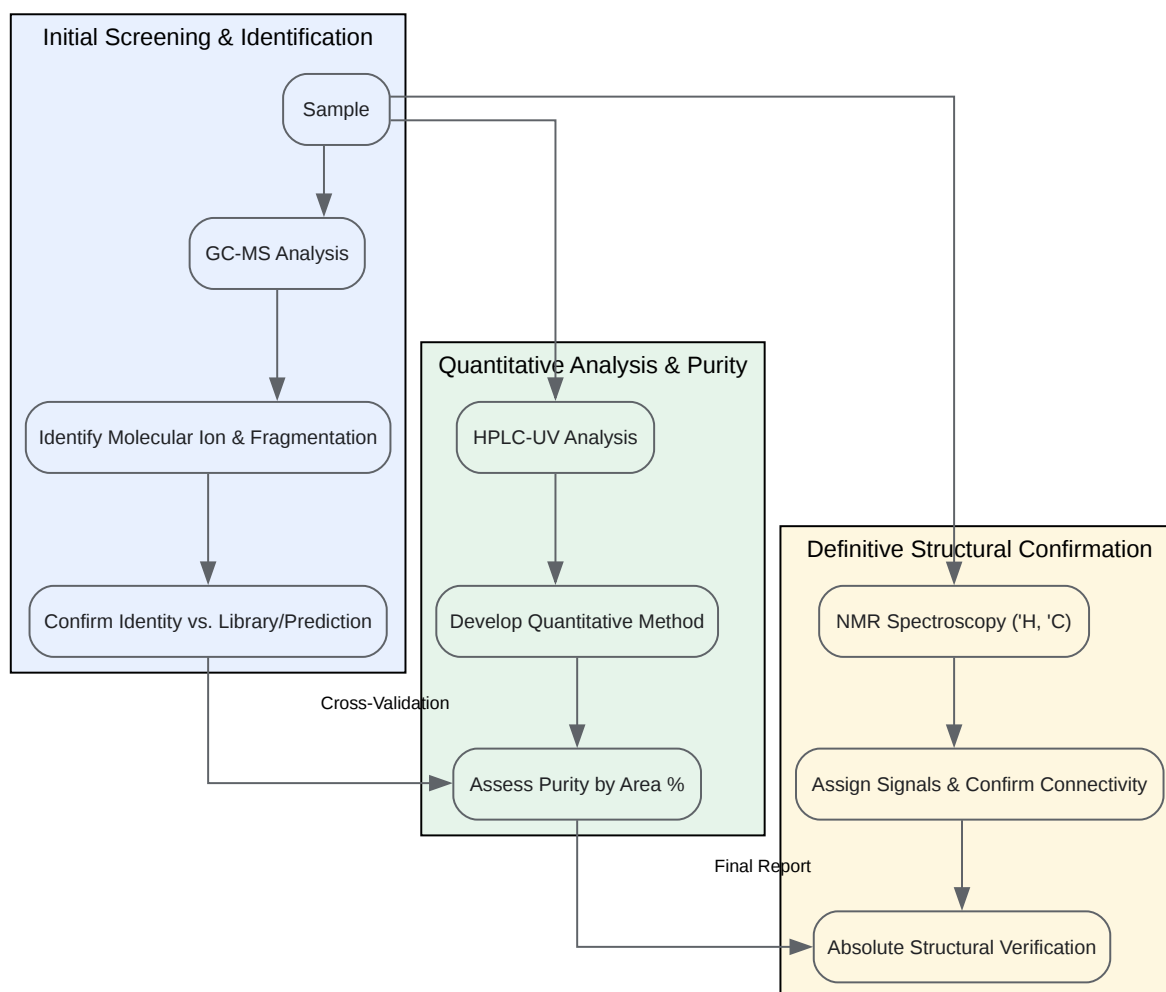 Initial Screening & Identification
Sample
GC-MS Analysis
Identify Molecular Ion & Fragmentation
Confirm Identity vs. Library/Prediction
Cross-Validation
Quantitative Analysis & Purity
HPLC-UV Analysis
Develop Quantitative Method
Assess Purity by Area %
Final Report
Definitive Structural Confirmation
NMR Spectroscopy ('H, 'C)
Assign Signals & Confirm Connectivity
Absolute Structural Verification